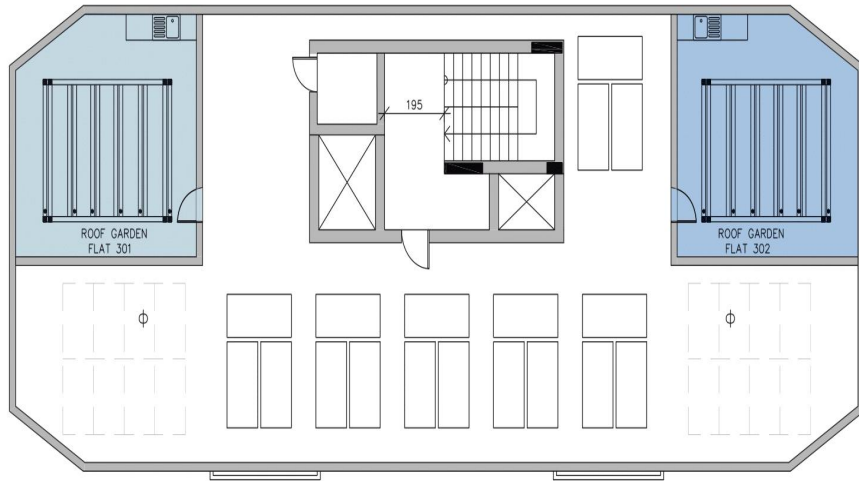 195
ROOF GARDEN
FLAT 301
ROOF GARDEN
FLAT 302